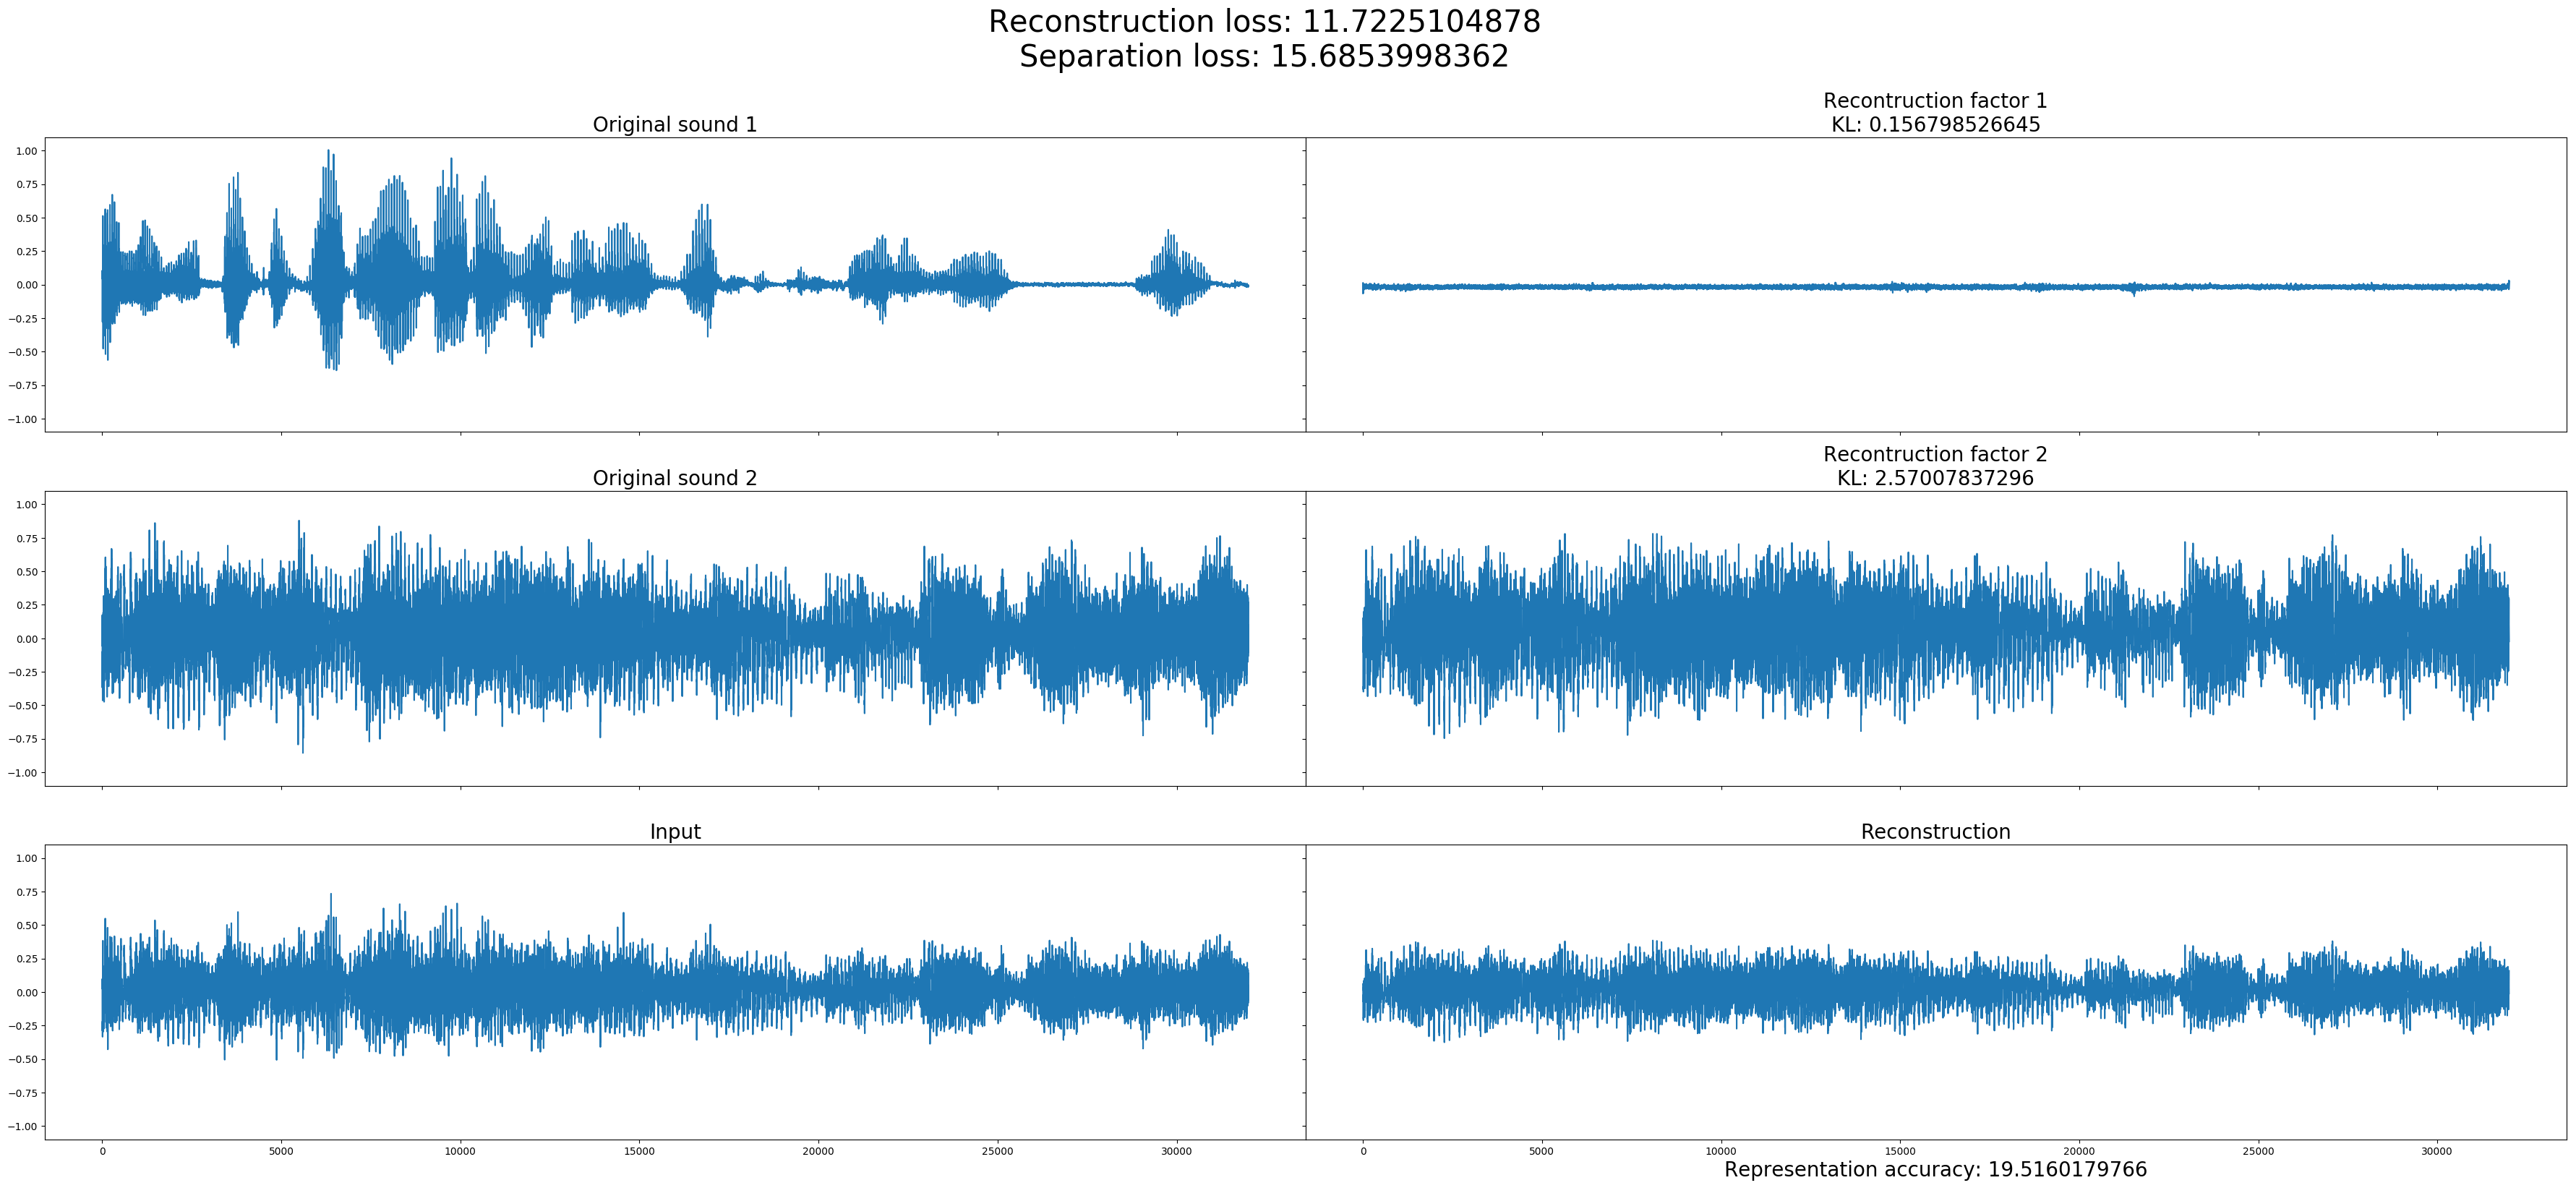 Reconstruction loss: 11.7225104878
Separation loss: 15.6853998362
Original sound 1
Recontruction factor 1
KL: 0.156798526645
1.00
0.75
0.50
0.25
0.00
−0.25
−0.50
−0.75
−1.00
Original sound 2
Recontruction factor 2
KL: 2.57007837296
1.00
0.75
0.50
0.25
0.00
−0.25
−0.50
−0.75
−1.00
Input
Reconstruction
1.00
0.75
0.50
0.25
0.00
−0.25
−0.50
−0.75
−1.00
0 5000 10000 15000 20000 25000 30000
0 5000 10000 15000 20000 25000 30000
Representation accuracy: 19.5160179766